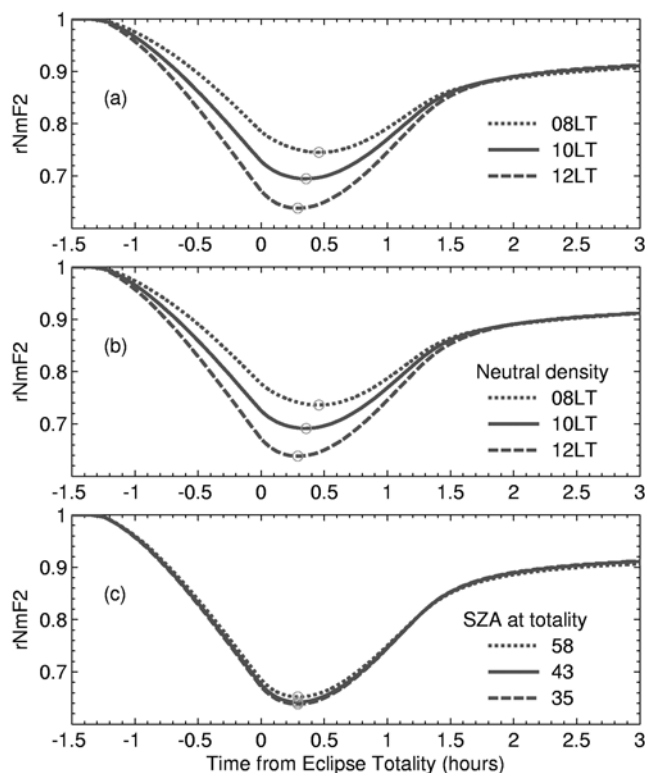 1
0.9
0.8
0.7
rNmF2
(a)
08LT
10LT
12LT
-1.5 -1 -0.5 0 0.5 1 1.5 2 2.5 3
1
0.9
0.8
0.7
rNmF2
(b)
Neutral density
08LT
10LT
12LT
-1.5 -1 -0.5 0 0.5 1 1.5 2 2.5 3
1
0.9
0.8
0.7
rNmF2
(c)
SZA at totality
58
43
35
-1.5 -1 -0.5 0 0.5 1 1.5 2 2.5 3
Time from Eclipse Totality (hours)